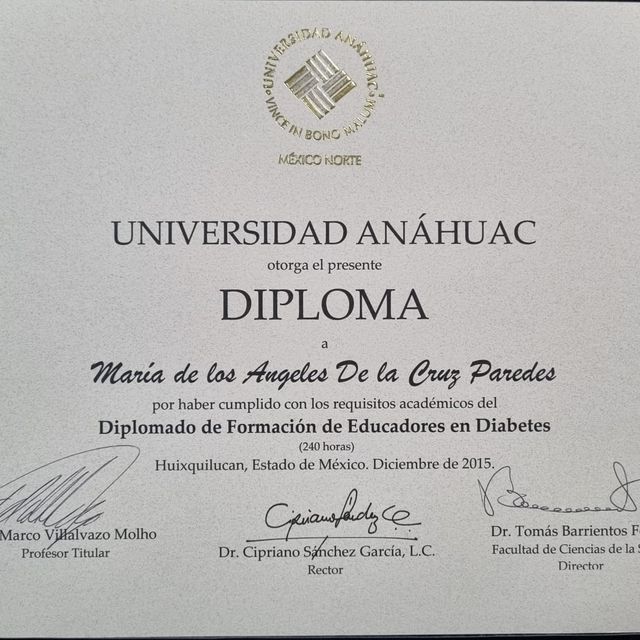 UNIVERSIDAD ANÁHUAC
VINCE IN BONO MALUM
MÉXICO NORTE
UNIVERSIDAD ANÁHUAC
otorga el presente
DIPLOMA
a
María de los Angeles De la Cruz Paredes
por haber cumplido con los requisitos académicos del
Diplomado de Formación de Educadores en Diabetes
(240 horas)
Huixquilucan, Estado de México. Diciembre de 2015.
Marco Villalvazo Molho
Profesor Titular
Dr. Cipriano Sánchez García, L.C.
Rector
Dr. Tomás Barrientos F
Facultad de Ciencias de la S
Director